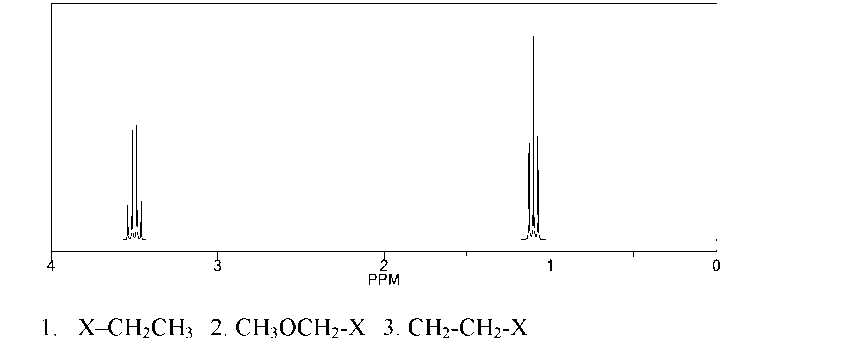 4 3 2 1 0
PPM
1. X–CH₂CH₃ 2. CH₃OCH₂-X 3. CH₂-CH₂-X